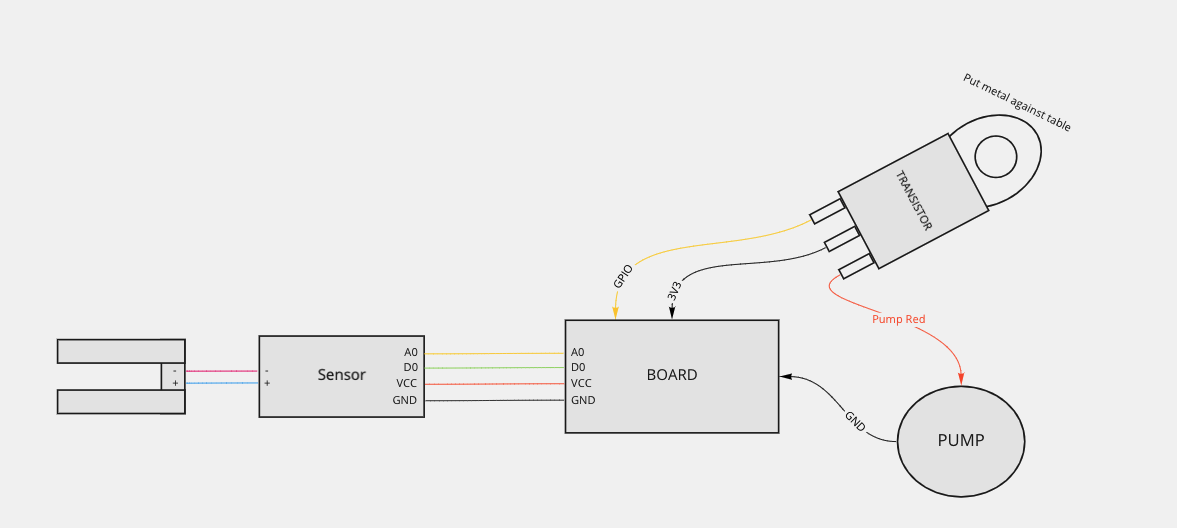 Put metal against table
TRANSISTOR
GPIO
3V3
Pump Red
-
+
-
+
Sensor
A0
D0
VCC
GND
A0
D0
VCC
GND
BOARD
GND
PUMP